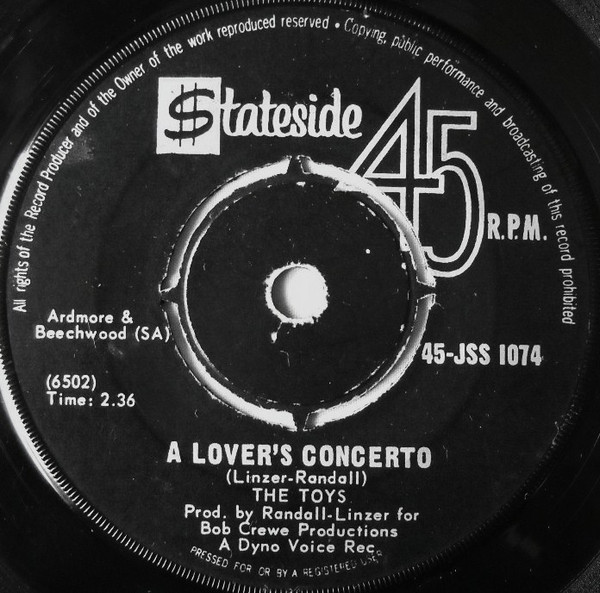 All rights of the Record Producer and of the Owner of the work reproduced reserved • Copying, public performance and broadcasting of this record prohibited
$tateside
45
R.P.M.
Ardmore &
Beechwood (SA)
45-JSS 1074
(6502)
Time: 2.36
A LOVER'S CONCERTO
(Linzer-Randall)
THE TOYS
Prod. by Randall-Linzer for
Bob Crewe Productions
A Dyno Voice Rec.
PRESSED FOR OR BY A REGISTERED USER